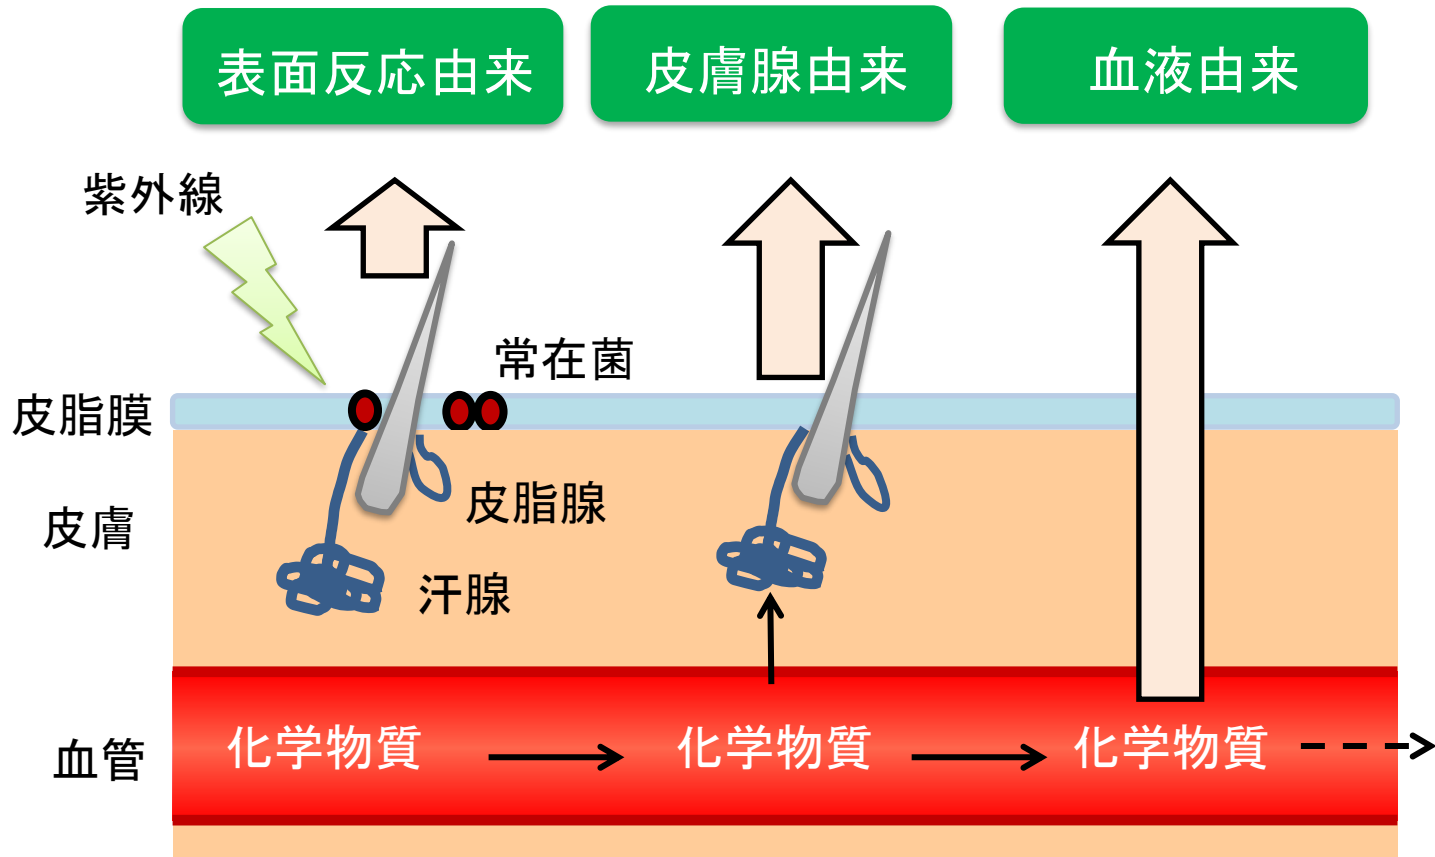 表面反応由来
皮膚腺由来
血液由来
紫外線
常在菌
皮脂膜
皮脂腺
皮膚
汗腺
血管
化学物質
化学物質
化学物質